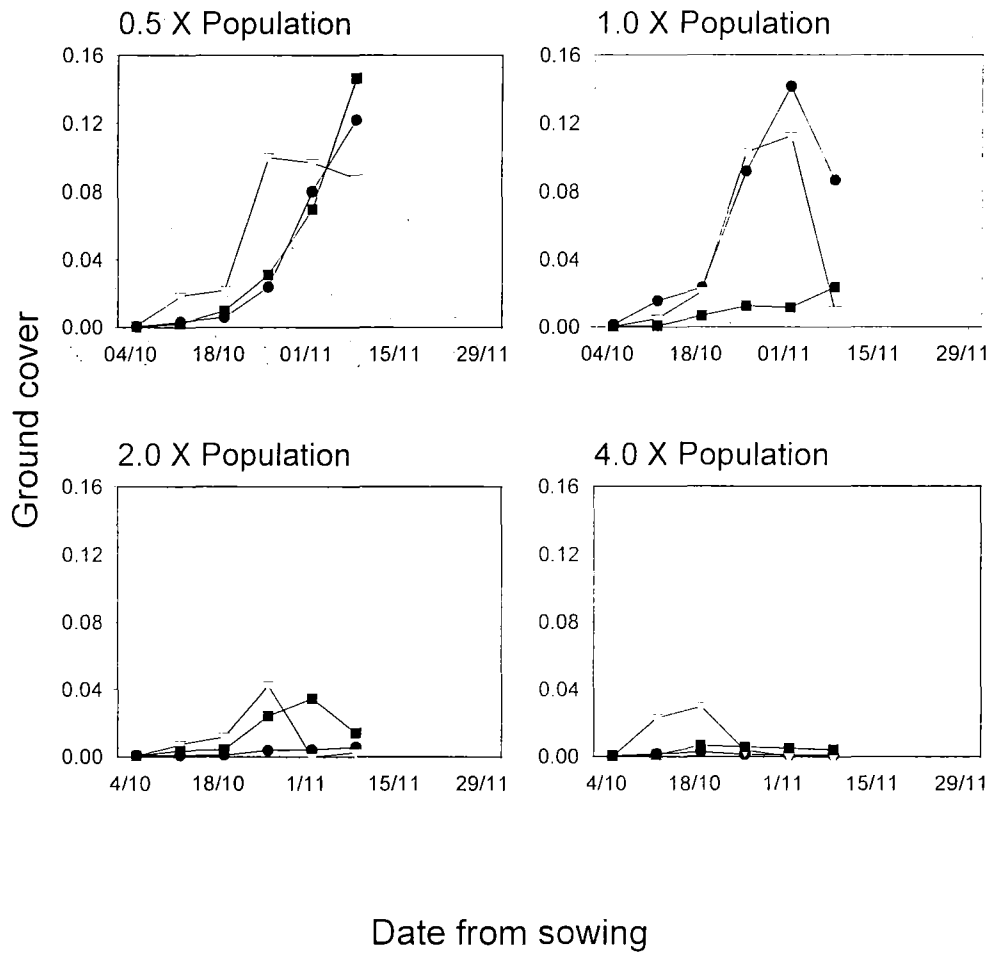 0.5 X Population
0.16
0.12
0.08
0.04
0.00
04/10 18/10 01/11 15/11 29/11
1.0 X Population
0.16
0.12
0.08
0.04
0.00
04/10 18/10 01/11 15/11 29/11
Ground cover
2.0 X Population
0.16
0.12
0.08
0.04
0.00
4/10 18/10 1/11 15/11 29/11
4.0 X Population
0.16
0.12
0.08
0.04
0.00
4/10 18/10 1/11 15/11 29/11
Date from sowing